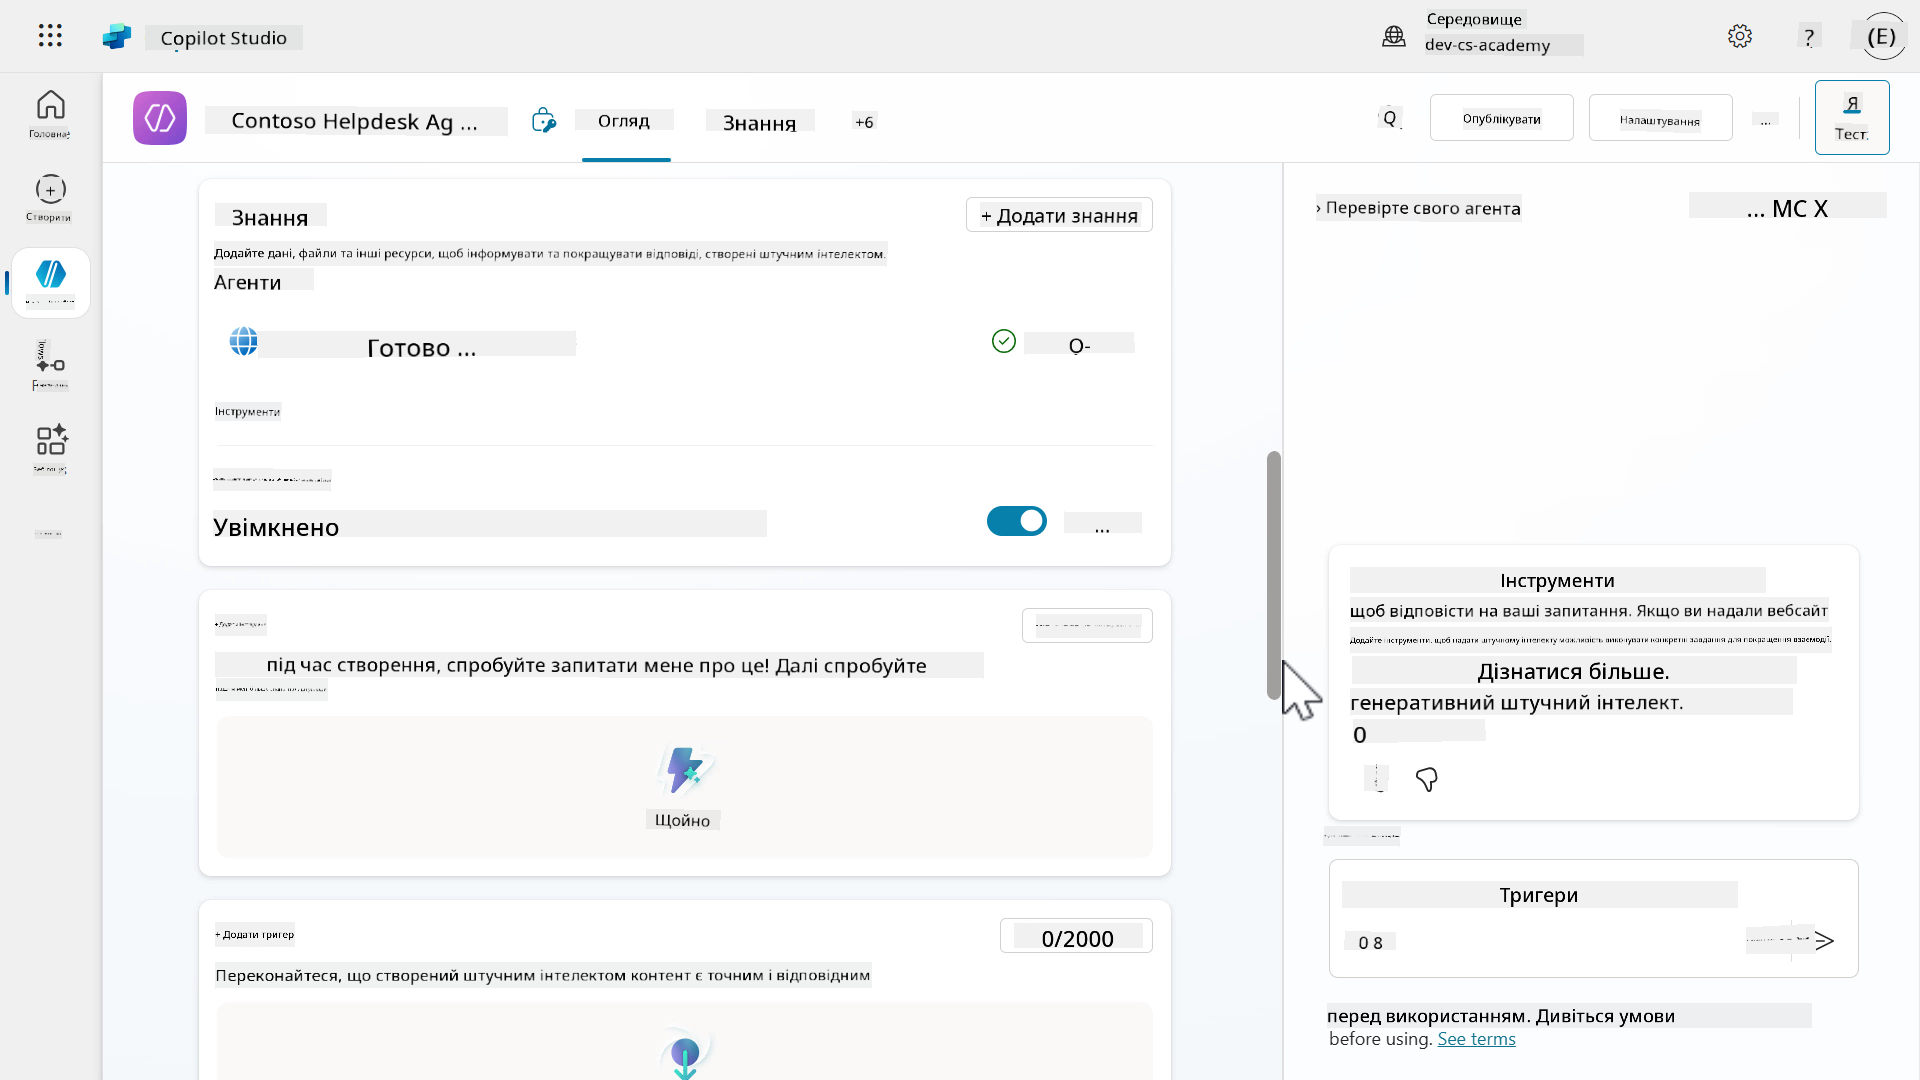 Copilot Studio
Середовище
dev-cs-academy
?
(E)
Головна
Створити
Contoso Helpdesk Ag ...
Огляд
Знання
+6
Q
Опублікувати
Налаштування
...
Я
Тест
Знання
+ Додати знання
Додайте дані, файли та інші ресурси, щоб інформувати та покращувати відповіді, створені штучним інтелектом.
Агенти
Готово ...
Q-
Інструменти
Увімкнено
...
під час створення, спробуйте запитати мене про це! Далі спробуйте
Щойно
+ Додати тригер
0/2000
Переконайтеся, що створений штучним інтелектом контент є точним і відповідним
› Перевірте свого агента
... MC X
Інструменти
щоб відповісти на ваші запитання. Якщо ви надали вебсайт
Додайте інструменти, щоб надати штучному інтелекту можливість виконувати конкретні завдання для покращення взаємодії.
Дізнатися більше.
генеративний штучний інтелект.
0
Тригери
0 8
перед використанням. Дивіться умови
before using. See terms